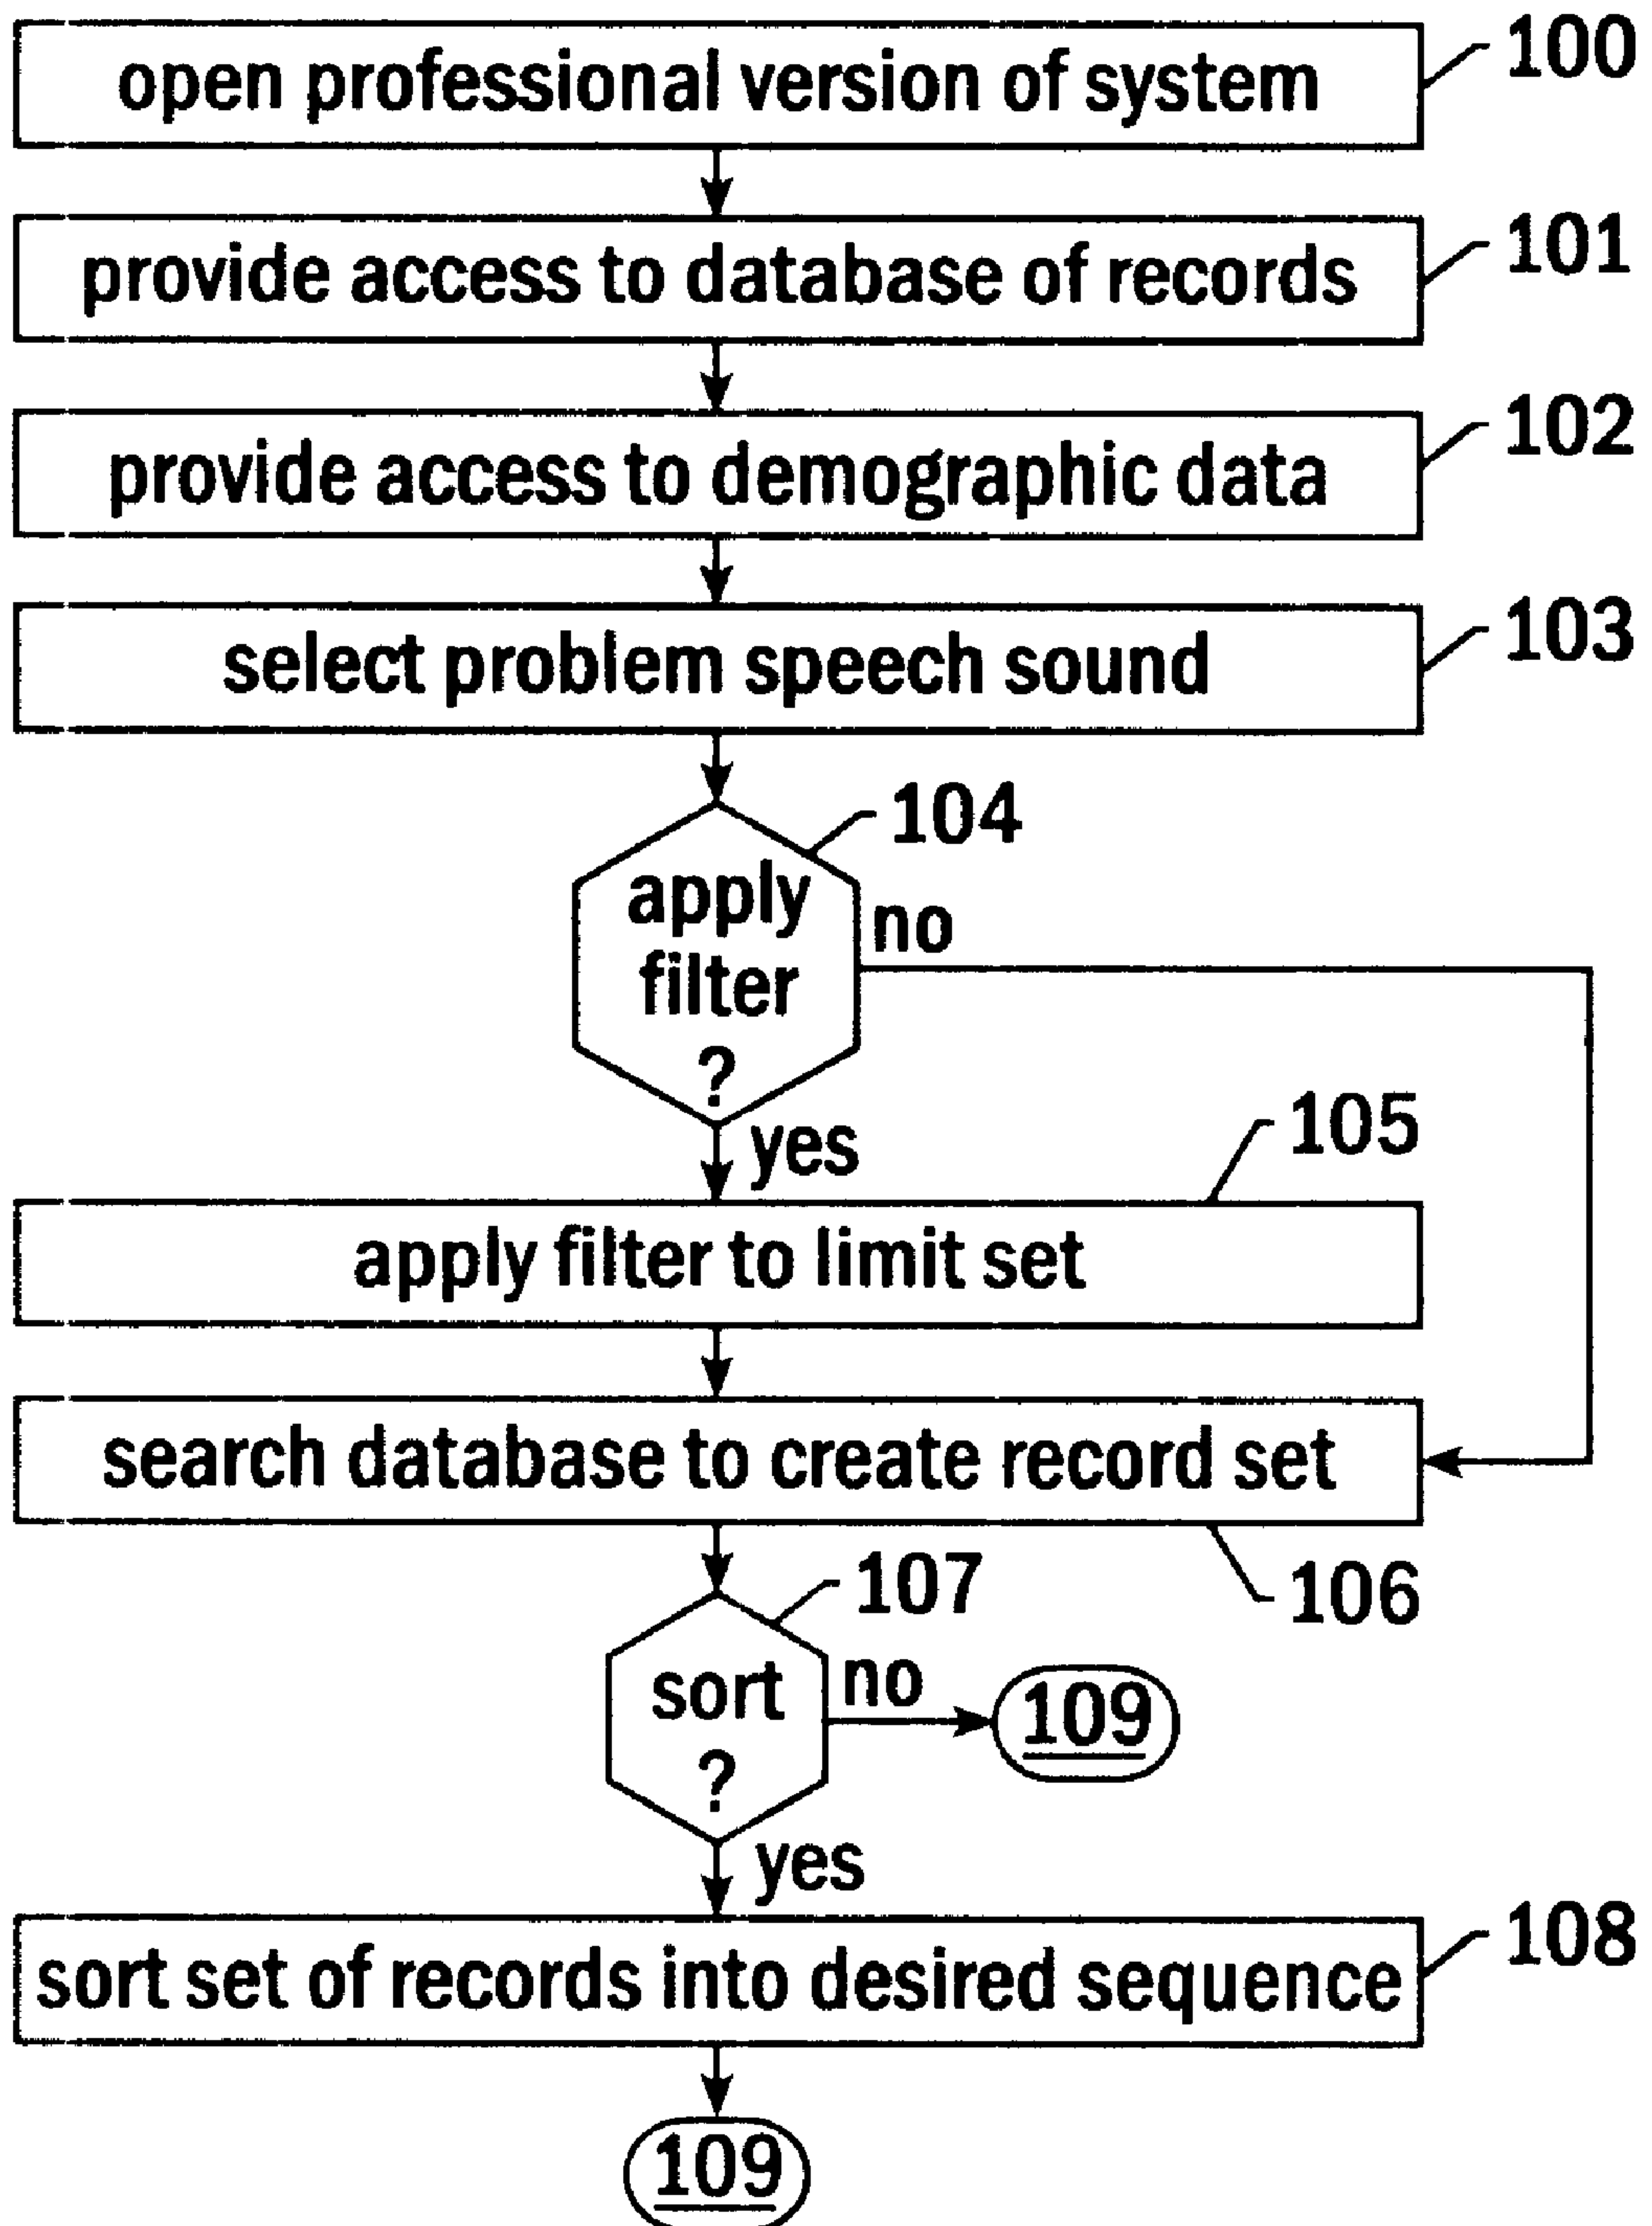 open professional version of system
100
provide access to database of records
101
provide access to demographic data
102
select problem speech sound
103
104
apply
filter
?
no
yes
105
apply filter to limit set
search database to create record set
106
107
sort
?
no
109
yes
108
sort set of records into desired sequence
109